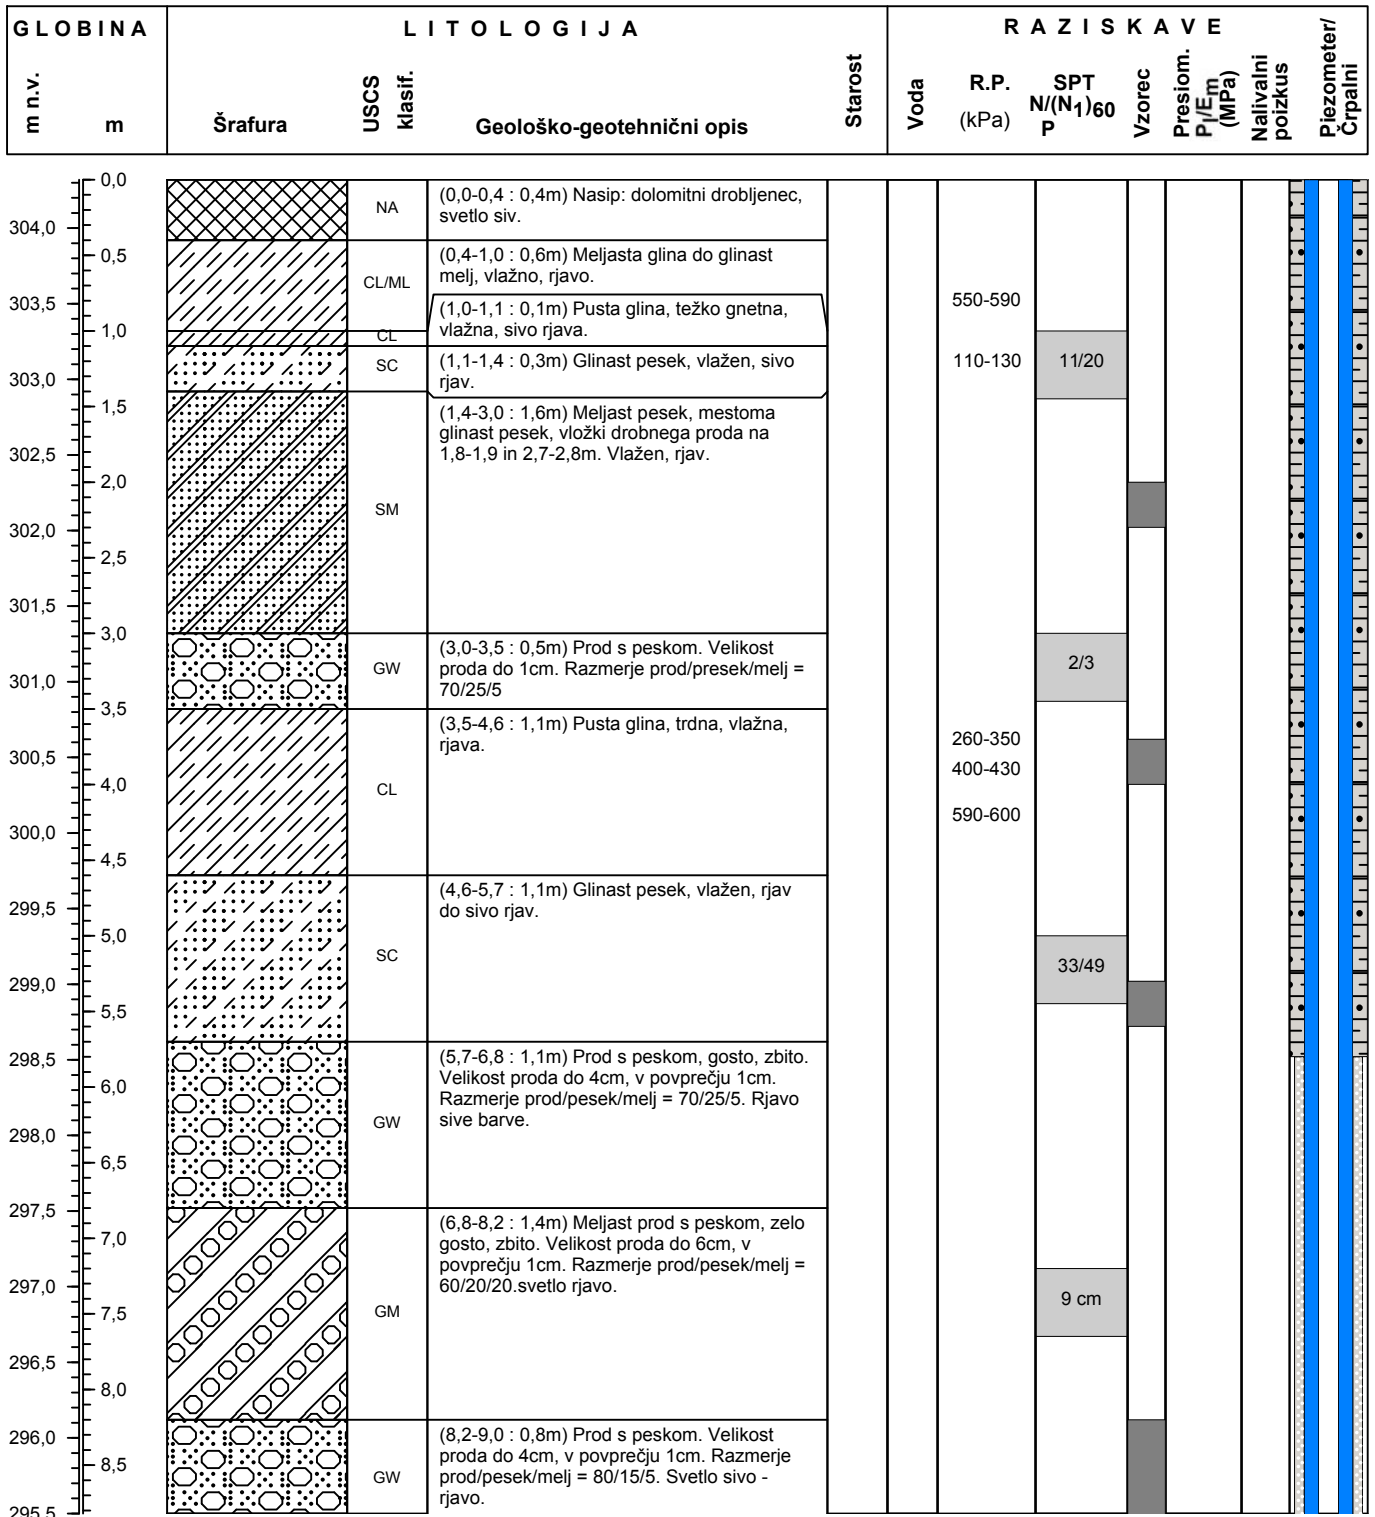 GLOBINA
LITOLOGIJA
RAZISKAVE
m n.v.
m
Šrafura
USCS klasif.
Geološko-geotehnični opis
Starost
Voda
R.P.
(kPa)
SPT
N/(N1)60
P
Vzorec
Presiom.
Pl/Em
(MPa)
Nalivalni
poizkus
Piezometer/
Črpalni
0,0
NA
(0,0-0,4 : 0,4m) Nasip: dolomitni drobljenec,
svetlo siv.
304,0
0,5
CL/ML
(0,4-1,0 : 0,6m) Meljasta glina do glinast
melj, vlažno, rjavo.
303,5
550-590
1,0
CL
(1,0-1,1 : 0,1m) Pusta glina, težko gnetna,
vlažna, sivo rjava.
SC
(1,1-1,4 : 0,3m) Glinast pesek, vlažen, sivo
rjav.
110-130
11/20
303,0
1,5
(1,4-3,0 : 1,6m) Meljast pesek, mestoma
glinast pesek, vložki drobnega proda na
1,8-1,9 in 2,7-2,8m. Vlažen, rjav.
302,5
2,0
SM
302,0
2,5
301,5
3,0
GW
(3,0-3,5 : 0,5m) Prod s peskom. Velikost
proda do 1cm. Razmerje prod/presek/melj =
70/25/5
2/3
301,0
3,5
(3,5-4,6 : 1,1m) Pusta glina, trdna, vlažna,
rjava.
260-350
300,5
400-430
4,0
CL
590-600
300,0
4,5
(4,6-5,7 : 1,1m) Glinast pesek, vlažen, rjav
do sivo rjav.
299,5
5,0
SC
33/49
299,0
5,5
298,5
(5,7-6,8 : 1,1m) Prod s peskom, gosto, zbito.
Velikost proda do 4cm, v povprečju 1cm.
Razmerje prod/pesek/melj = 70/25/5. Rjavo
sive barve.
6,0
GW
298,0
6,5
297,5
(6,8-8,2 : 1,4m) Meljast prod s peskom, zelo
gosto, zbito. Velikost proda do 6cm, v
povprečju 1cm. Razmerje prod/pesek/melj =
60/20/20.svetlo rjavo.
7,0
297,0
9 cm
7,5
GM
296,5
8,0
296,0
(8,2-9,0 : 0,8m) Prod s peskom. Velikost
proda do 4cm, v povprečju 1cm. Razmerje
prod/pesek/melj = 80/15/5. Svetlo sivo -
rjavo.
8,5
GW
295,5